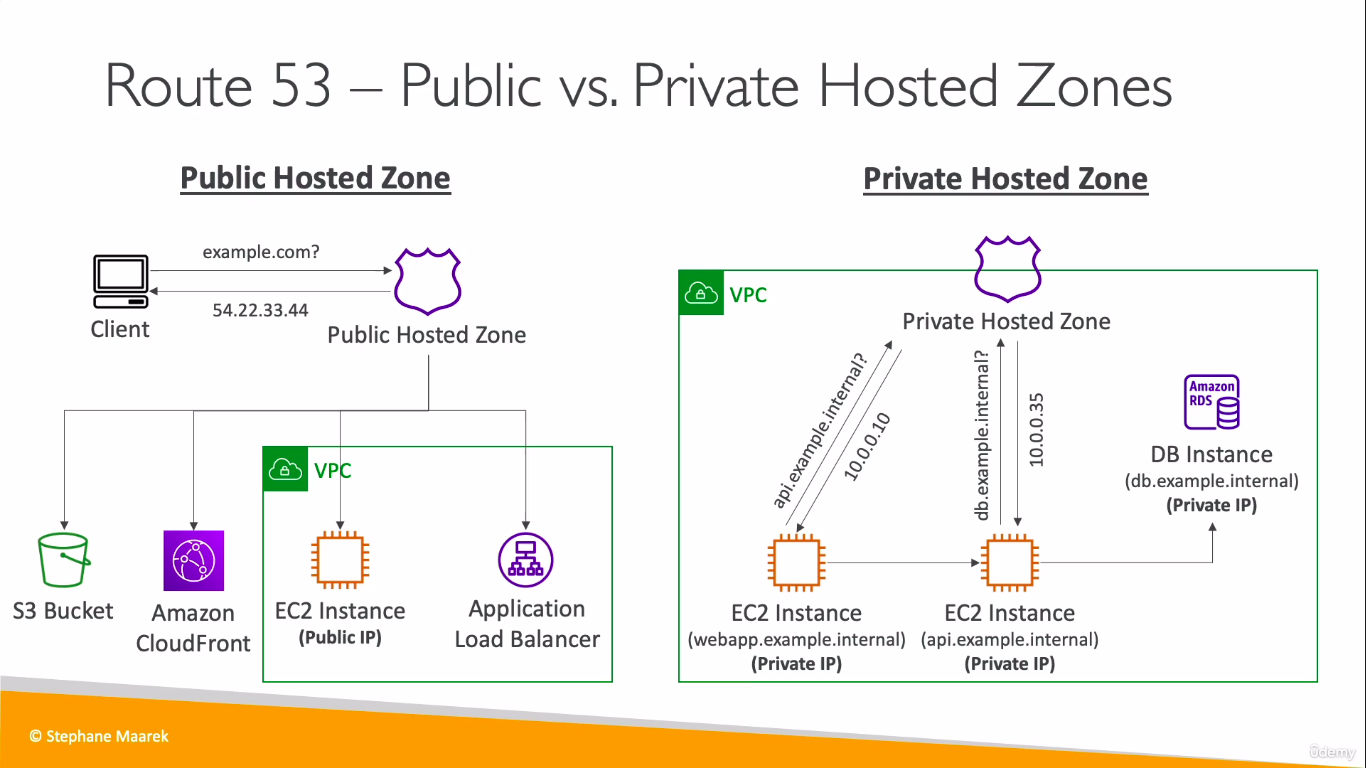 Route 53 – Public vs. Private Hosted Zones
Public Hosted Zone
example.com?
54.22.33.44
Client
Public Hosted Zone
VPC
S3 Bucket
Amazon
CloudFront
EC2 Instance
(Public IP)
Application
Load Balancer
Private Hosted Zone
VPC
Private Hosted Zone
api.example.internal?
10.0.0.10
db.example.internal?
10.0.0.35
Amazon
RDS
DB Instance
(db.example.internal)
(Private IP)
EC2 Instance
(webapp.example.internal)
(Private IP)
EC2 Instance
(api.example.internal)
(Private IP)
© Stephane Maarek
ûdemy